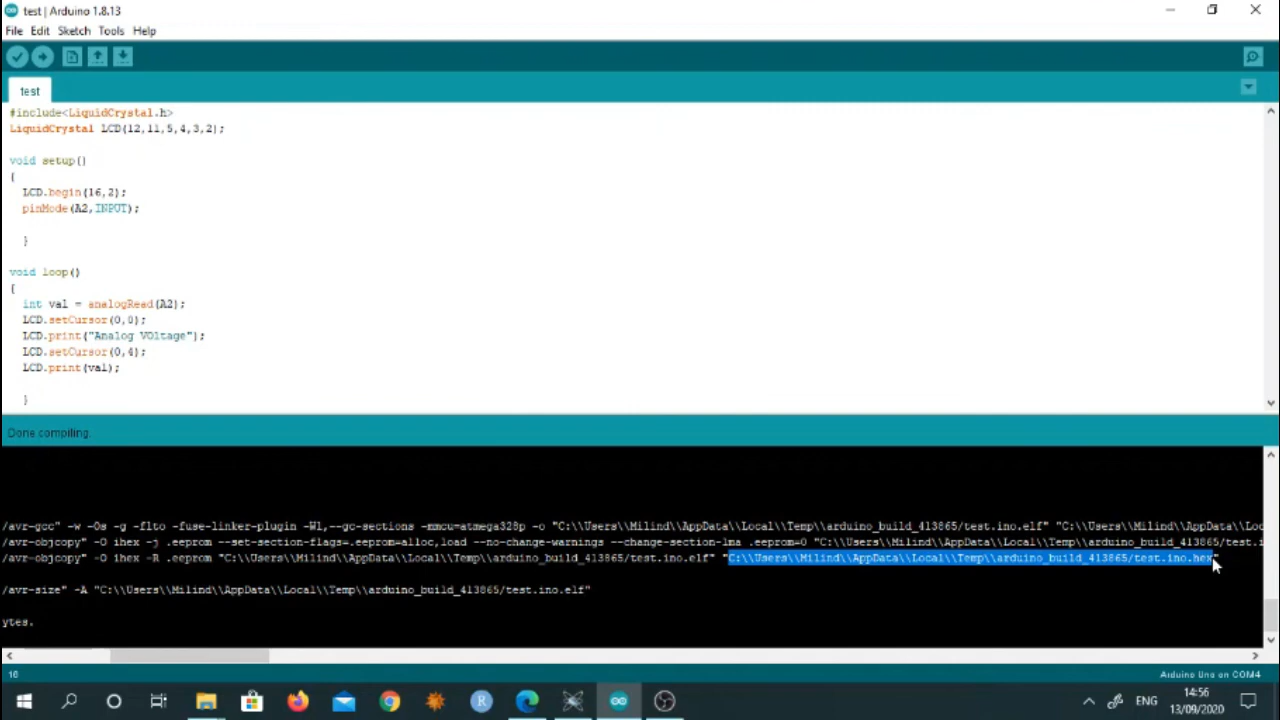 test | Arduino 1.8.13
File Edit Sketch Tools Help
test
#include<LiquidCrystal.h>
LiquidCrystal LCD(12,11,5,4,3,2);
void setup()
{
LCD.begin(16,2);
pinMode(A2,INPUT);
}
void loop()
{
int val = analogRead(A2);
LCD.setCursor(0,0);
LCD.print("Analog VOltage");
LCD.setCursor(0,4);
LCD.print(val);
}
Done compiling.
/avr-gcc" -w -Os -g -flto -fuse-linker-plugin -Wl,--gc-sections -mmcu=atmega328p -o "C:\\Users\\Milind\\AppData\\Local\\Temp\\arduino_build_413865/test.ino.elf" "C:\\Users\\Milind\\AppData\\Loc
/avr-objcopy" -O ihex -j .eeprom --set-section-flags=.eeprom=alloc,load --no-change-warnings --change-section-lma .eeprom=0 "C:\\Users\\Milind\\AppData\\Local\\Temp\\arduino_build_413865/test.i
/avr-objcopy" -O ihex -R .eeprom "C:\\Users\\Milind\\AppData\\Local\\Temp\\arduino_build_413865/test.ino.elf" "C:\\Users\\Milind\\AppData\\Local\\Temp\\arduino_build_413865/test.ino.hex"
/avr-size" -A "C:\\Users\\Milind\\AppData\\Local\\Temp\\arduino_build_413865/test.ino.elf"
ytes.
Arduino Uno on COM4
R
ENG
14:56
13/09/2020